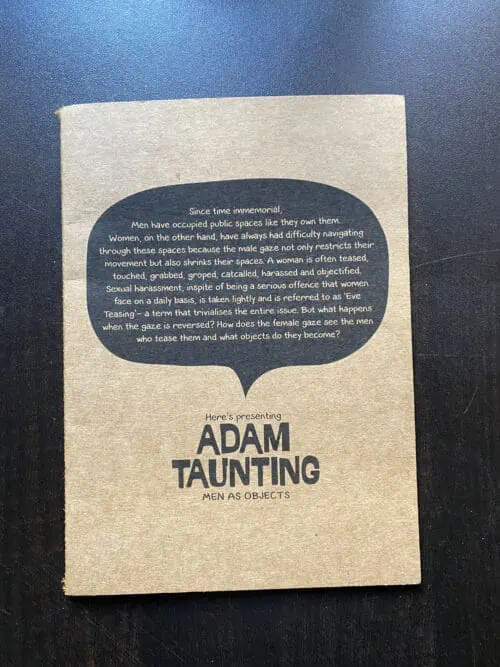 Since time immemorial,
Men have occupied public spaces like they own them.
Women, on the other hand, have always had difficulty navigating
through these spaces because the male gaze not only restricts their
movement but also shrinks their spaces. A woman is often teased,
touched, grabbed, groped, catcalled, harassed and objectified.
Sexual harassment, inspite of being a serious offence that women
face on a daily basis, is taken lightly and is referred to as 'Eve
Teasing'– a term that trivialises the entire issue. But what happens
when the gaze is reversed? How does the female gaze see the men
who tease them and what objects do they become?
Here's presenting
ADAM
TAUNTING
MEN AS OBJECTS